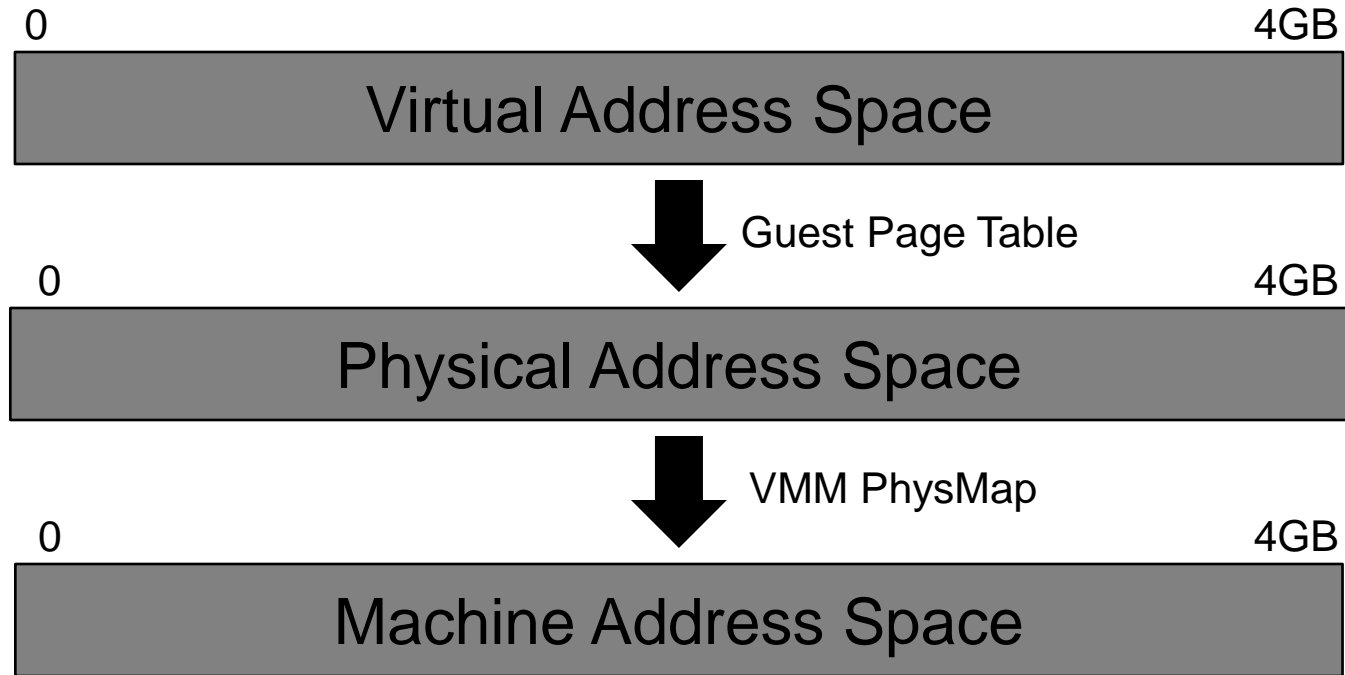 0 4GB
Virtual Address Space
Guest Page Table
0 4GB
Physical Address Space
VMM PhysMap
0 4GB
Machine Address Space